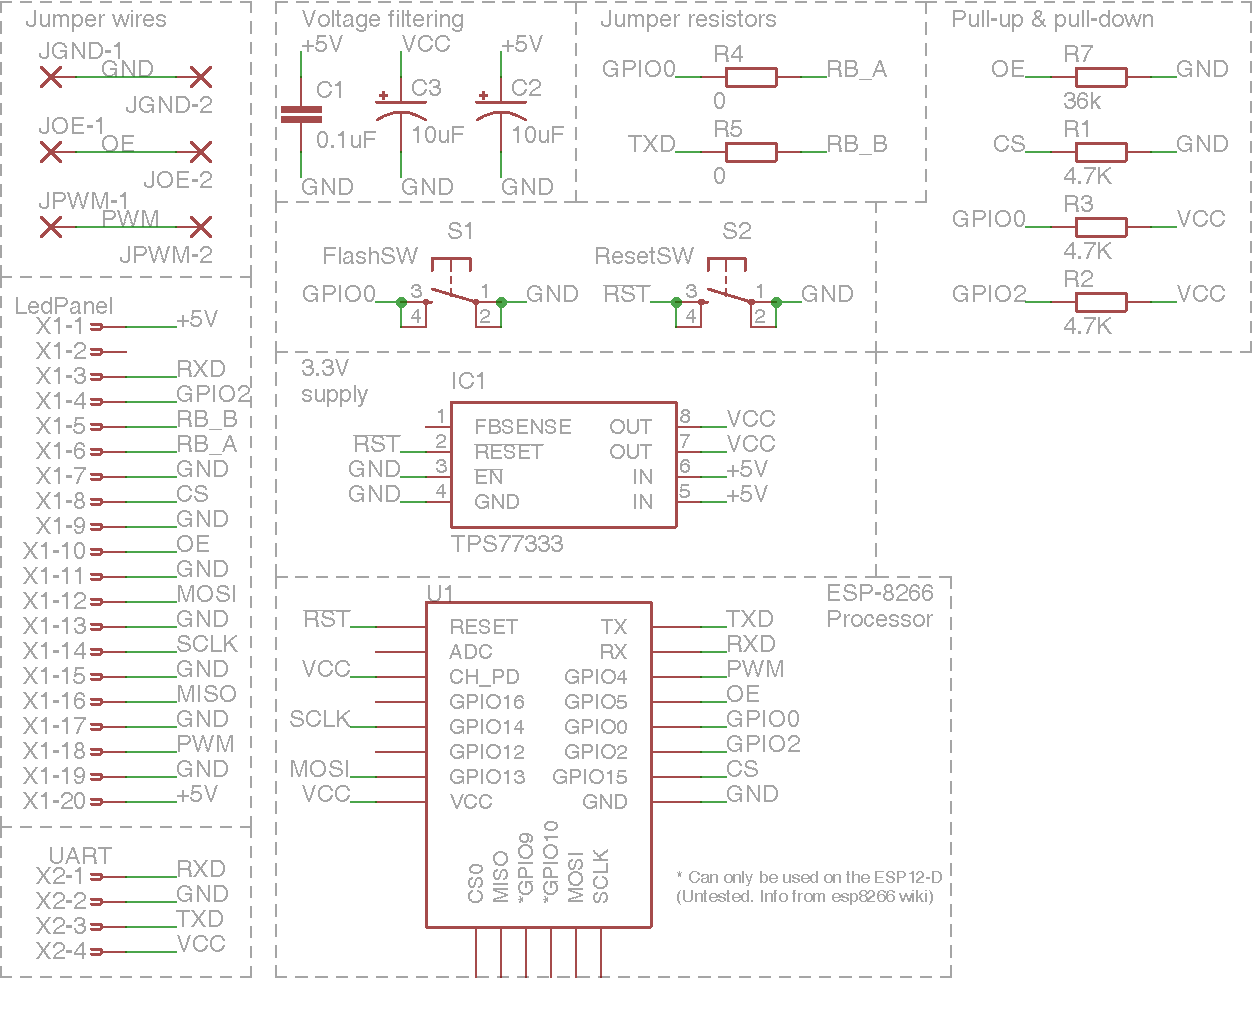 Jumper wires
JGND-1
GND
JGND-2
JOE-1
OE
JOE-2
JPWM-1
PWM
JPWM-2
Voltage filtering
+5V
VCC
+5V
C1
C3
C2
0.1uF
10uF
10uF
GND
GND
GND
Jumper resistors
R4
GPIO0
RB_A
0
R5
TXD
RB_B
0
Pull-up & pull-down
R7
OE
GND
36k
R1
CS
GND
4.7K
R3
GPIO0
VCC
4.7K
R2
GPIO2
VCC
4.7K
S1
FlashSW
GPIO0
3
1
GND
4
2
S2
ResetSW
RST
3
1
GND
4
2
LedPanel
X1-1 +5V
X1-2
X1-3 RXD
X1-4 GPIO2
X1-5 RB_B
X1-6 RB_A
X1-7 GND
X1-8 CS
X1-9 GND
X1-10 OE
X1-11 GND
X1-12 MOSI
X1-13 GND
X1-14 SCLK
X1-15 GND
X1-16 MISO
X1-17 GND
X1-18 PWM
X1-19 GND
X1-20 +5V
UART
X2-1 RXD
X2-2 GND
X2-3 TXD
X2-4 VCC
3.3V
supply
IC1
1 FBSENSE OUT 8 VCC
RST 2 RESET OUT 7 VCC
GND 3 EN IN 6 +5V
GND 4 GND IN 5 +5V
TPS77333
ESP-8266
Processor
U1
RST RESET TX TXD
ADC RX RXD
VCC CH_PD GPIO4 PWM
GPIO16 GPIO5 OE
SCLK GPIO14 GPIO0 GPIO0
GPIO12 GPIO2 GPIO2
MOSI GPIO13 GPIO15 CS
VCC VCC GND GND
CS0
MISO
*GPIO9
*GPIO10
MOSI
SCLK
* Can only be used on the ESP12-D
(Untested. Info from esp8266 wiki)